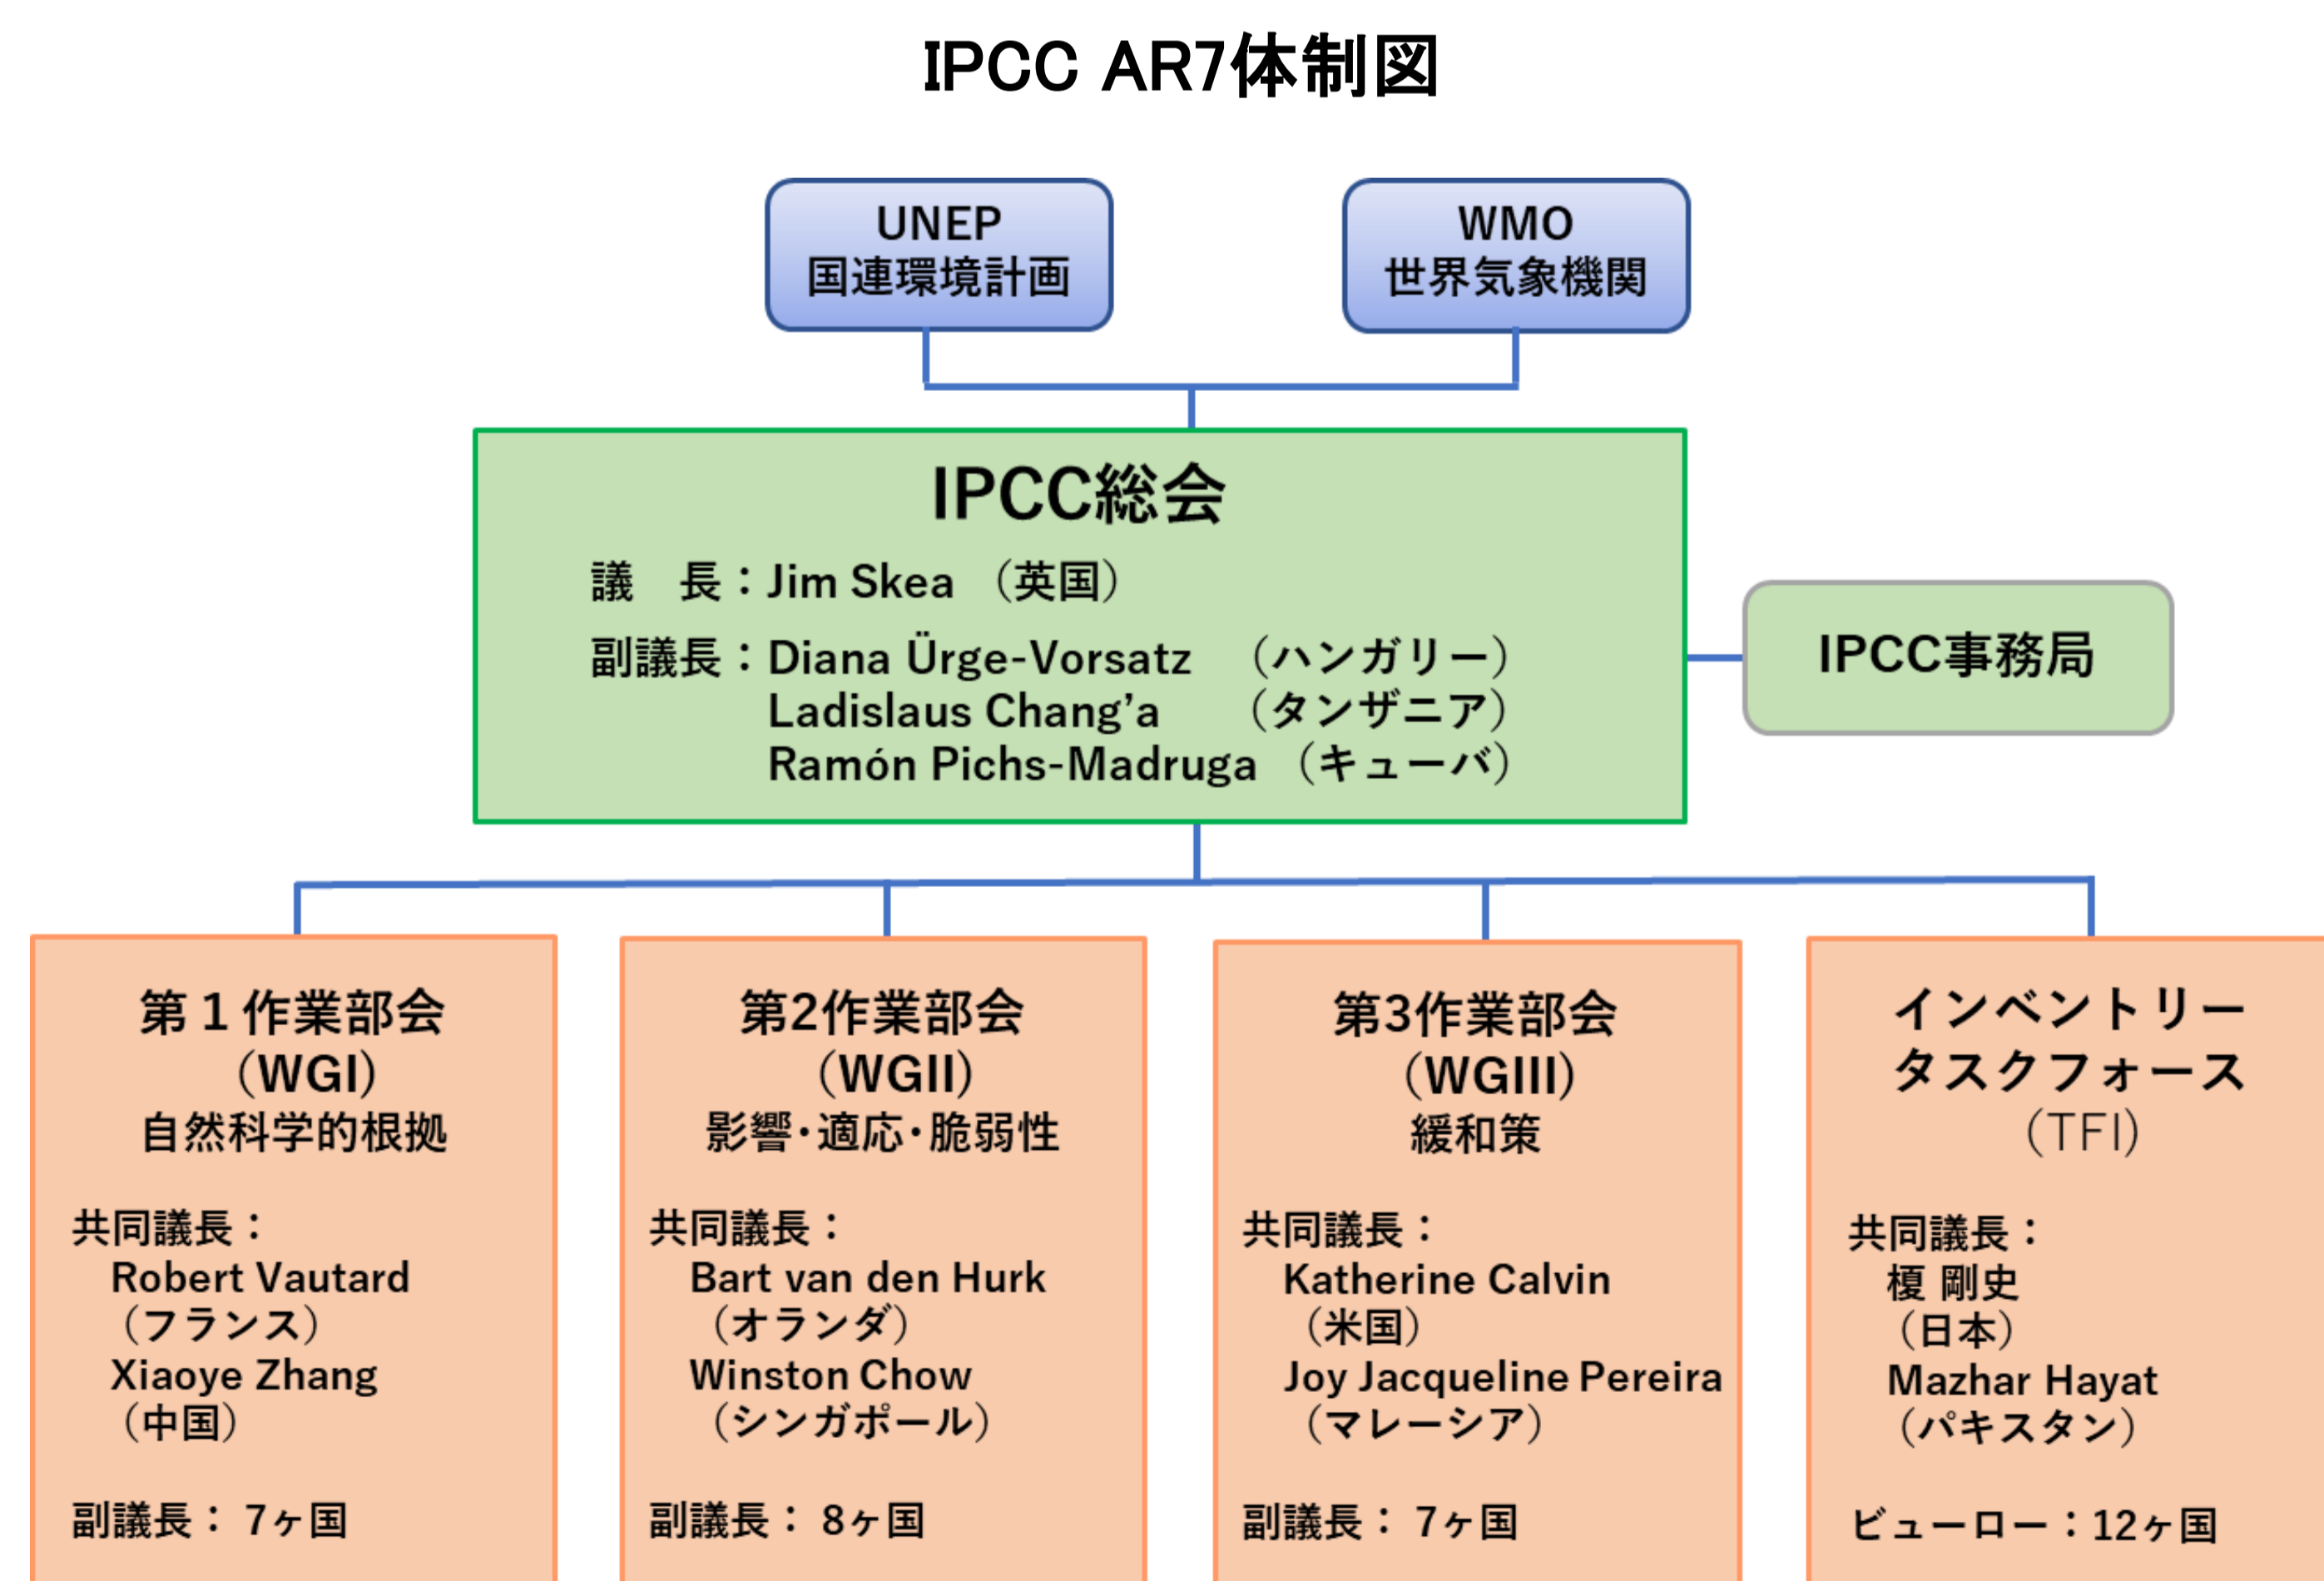 IPCC AR7体制図
UNEP
国連環境計画
WMO
世界気象機関
IPCC総会
議　長：Jim Skea （英国）
副議長：Diana Ürge-Vorsatz （ハンガリー）
Ladislaus Chang’a （タンザニア）
Ramón Pichs-Madruga （キューバ）
IPCC事務局
第１作業部会
（WGI）
自然科学的根拠
共同議長：
Robert Vautard
（フランス）
Xiaoye Zhang
（中国）
副議長： 7ヶ国
第2作業部会
（WGII）
影響･適応･脆弱性
共同議長：
Bart van den Hurk
（オランダ）
Winston Chow
（シンガポール）
副議長： 8ヶ国
第3作業部会
（WGIII）
緩和策
共同議長：
Katherine Calvin
（米国）
Joy Jacqueline Pereira
（マレーシア）
副議長： 7ヶ国
インベントリー
タスクフォース
（TFI）
共同議長：
榎 剛史
（日本）
Mazhar Hayat
（パキスタン）
ビューロー：12ヶ国